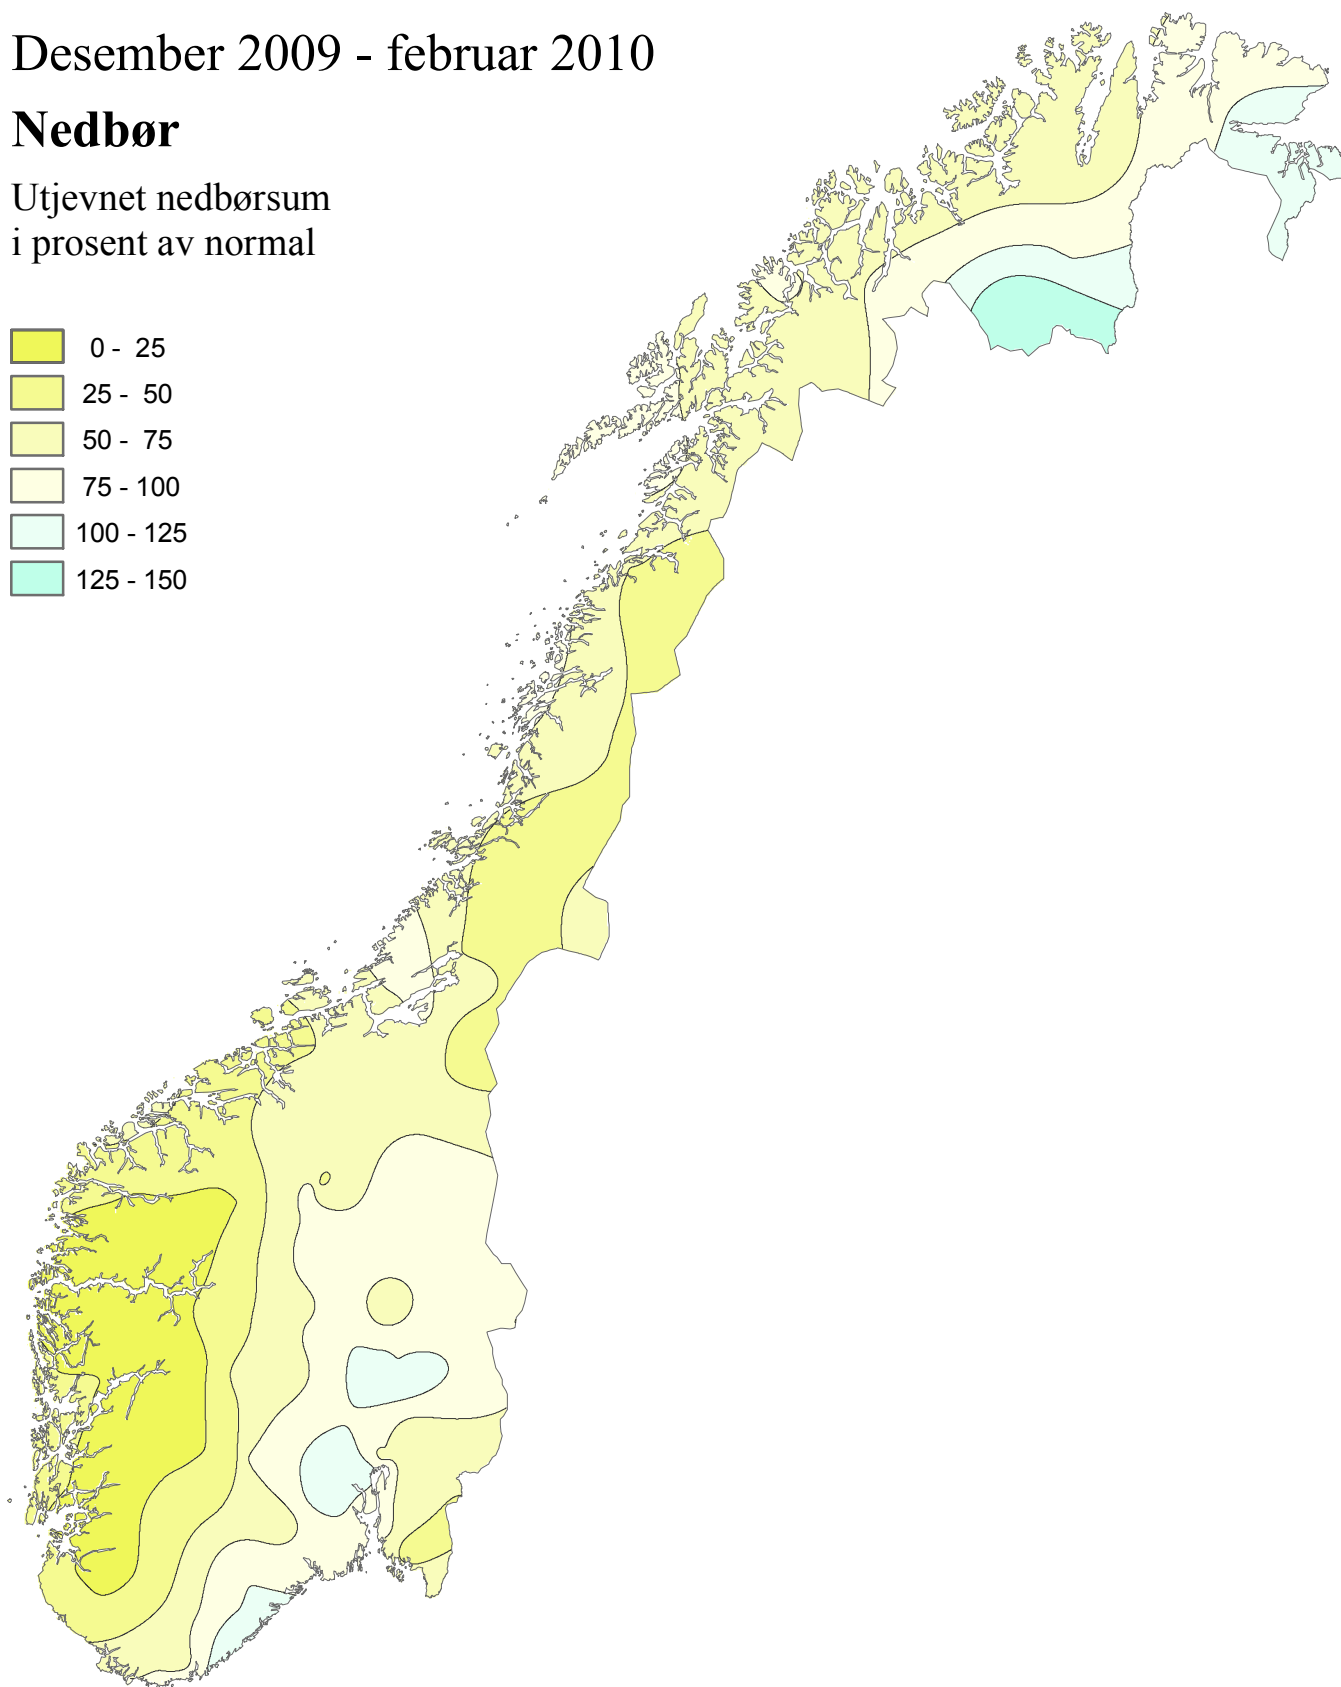 Desember 2009 - februar 2010
Nedbør
Utjevnet nedbørsum
i prosent av normal
0 - 25
25 - 50
50 - 75
75 - 100
100 - 125
125 - 150